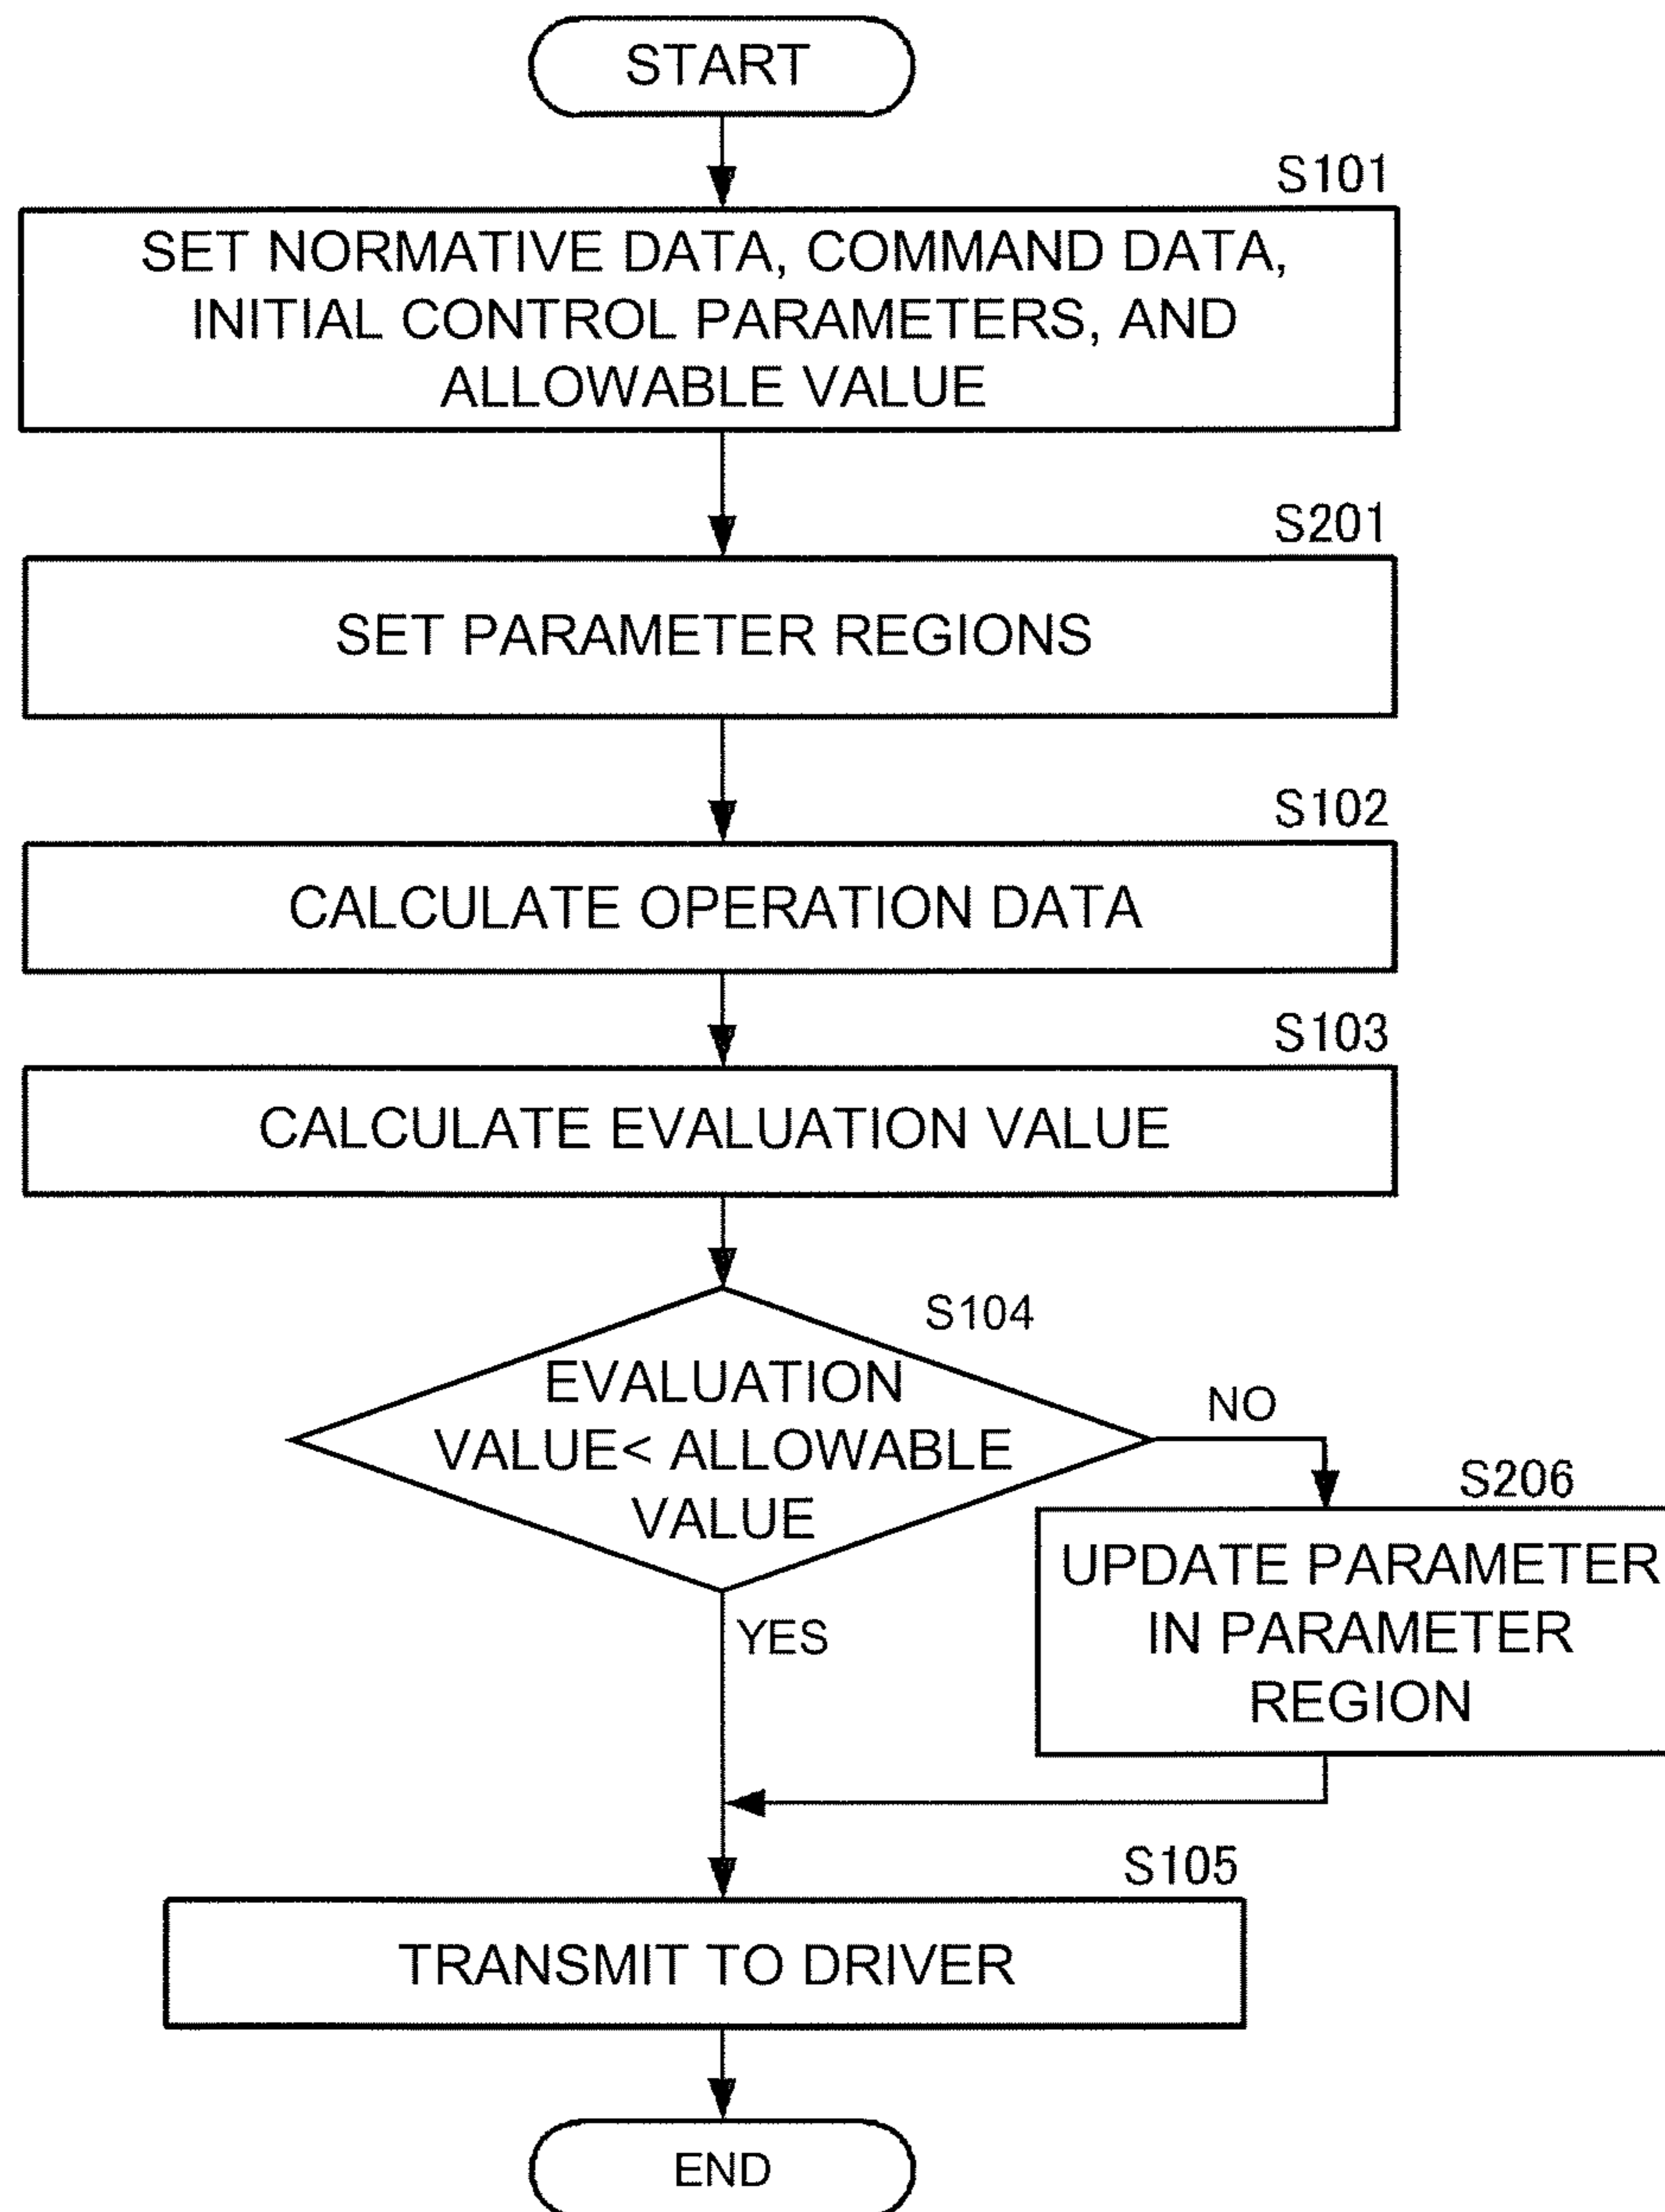 START
S101
SET NORMATIVE DATA, COMMAND DATA,
INITIAL CONTROL PARAMETERS, AND
ALLOWABLE VALUE
S201
SET PARAMETER REGIONS
S102
CALCULATE OPERATION DATA
S103
CALCULATE EVALUATION VALUE
S104
EVALUATION
VALUE< ALLOWABLE
VALUE
NO
S206
UPDATE PARAMETER
IN PARAMETER
REGION
YES
S105
TRANSMIT TO DRIVER
END